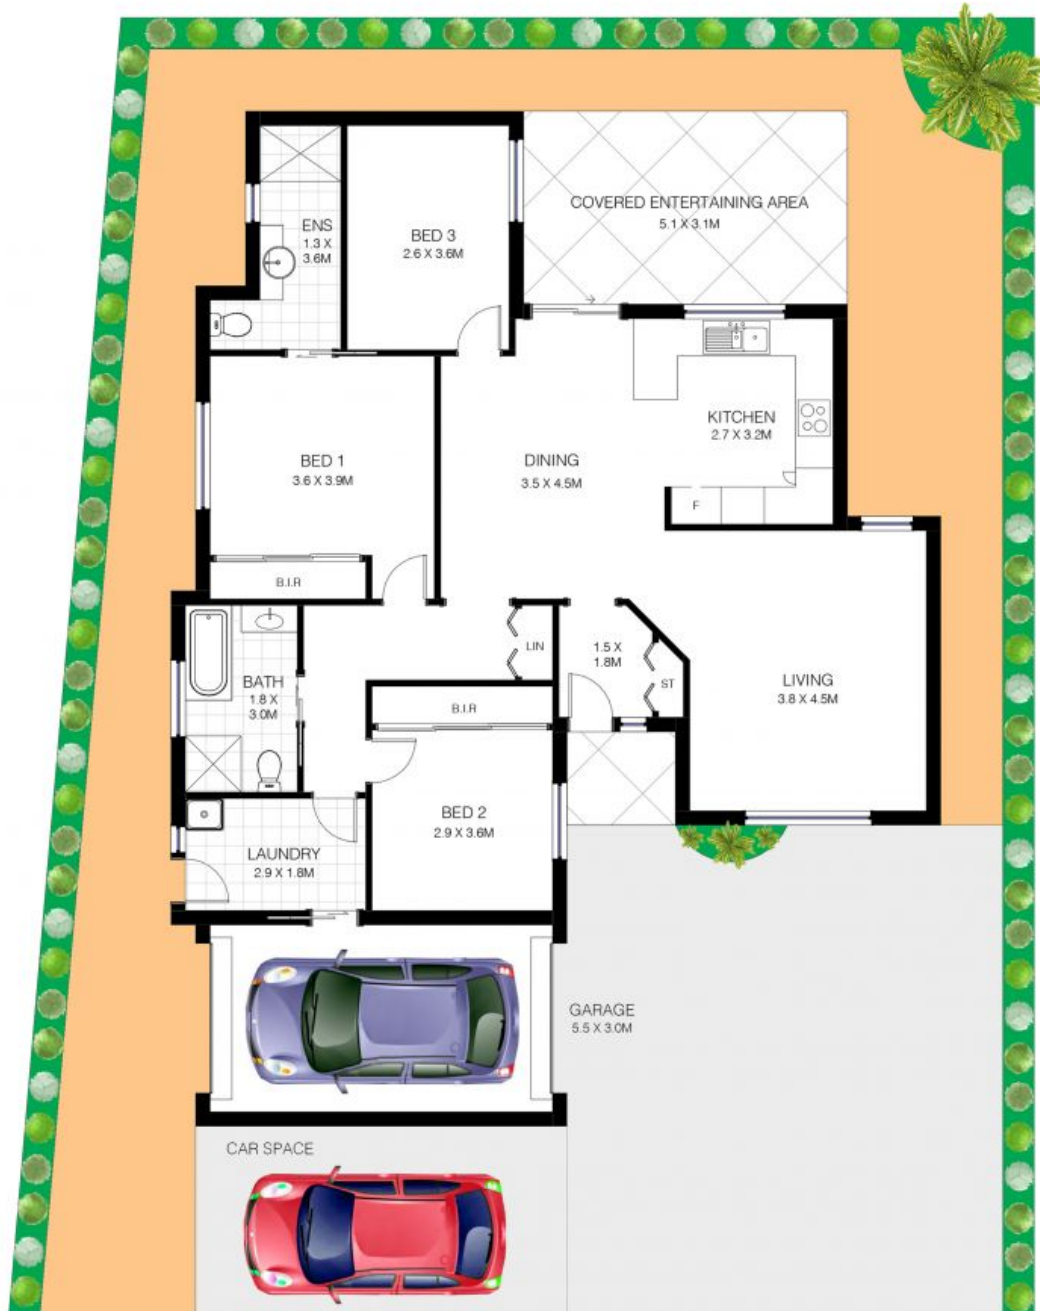 COVERED ENTERTAINING AREA
5.1 X 3.1M
ENS
1.3 X
3.6M
BED 3
2.6 X 3.6M
KITCHEN
2.7 X 3.2M
BED 1
3.6 X 3.9M
DINING
3.5 X 4.5M
F
B.I.R
LIN
1.5 X
1.8M
ST
BATH
1.8 X
3.0M
B.I.R
LIVING
3.8 X 4.5M
BED 2
2.9 X 3.6M
LAUNDRY
2.9 X 1.8M
GARAGE
5.5 X 3.0M
CAR SPACE